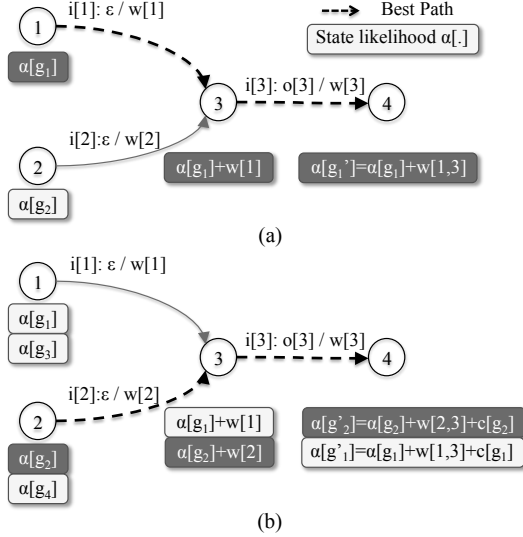 1
i[1]: ε / w[1]
Best Path
State likelihood α[.]
α[g₁]
3
i[3]: o[3] / w[3]
4
i[2]:ε / w[2]
2
α[g₁]+w[1]
α[g₁’]=α[g₁]+w[1,3]
α[g₂]
(a)
1
i[1]: ε / w[1]
α[g₁]
α[g₃]
3
i[3]: o[3] / w[3]
4
i[2]:ε / w[2]
2
α[g₁]+w[1]
α[g’₂]=α[g₂]+w[2,3]+c[g₂]
α[g₂]
α[g₂]+w[2]
α[g’₁]=α[g₁]+w[1,3]+c[g₁]
α[g₄]
(b)